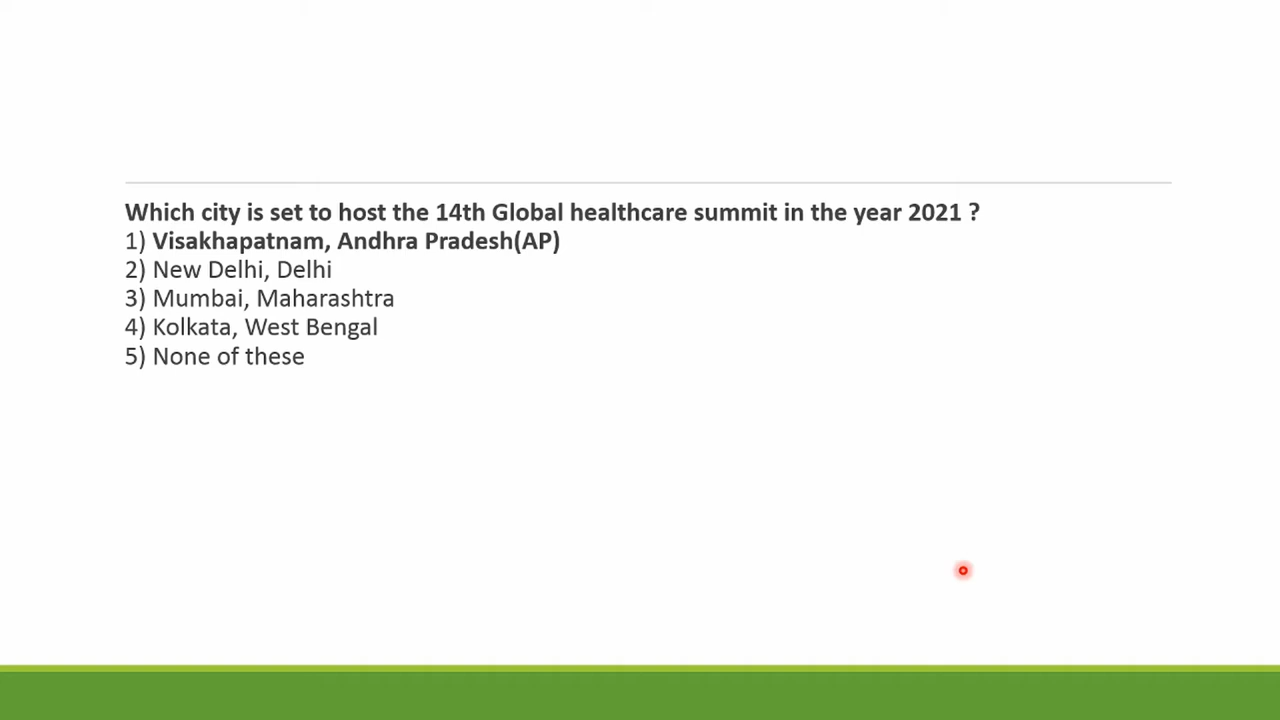 Which city is set to host the 14th Global healthcare summit in the year 2021 ?
1) Visakhapatnam, Andhra Pradesh(AP)
2) New Delhi, Delhi
3) Mumbai, Maharashtra
4) Kolkata, West Bengal
5) None of these